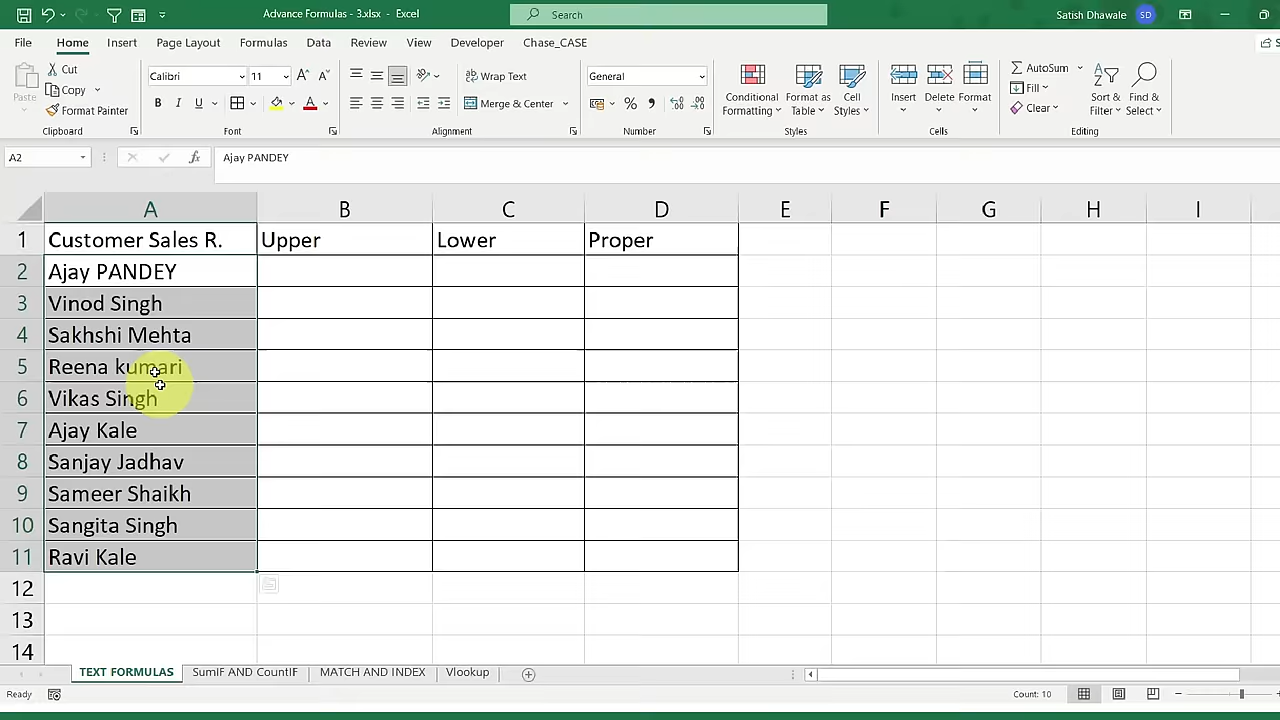 Advance Formulas - 3.xlsx - Excel
Search
Satish Dhawale SD
File Home Insert Page Layout Formulas Data Review View Developer Chase_CASE
Paste
Cut
Copy
Format Painter
Clipboard
Calibri 11
B I U
Font
Wrap Text
Merge & Center
Alignment
General
Number
Conditional Formatting
Format as Table
Cell Styles
Styles
Insert Delete Format
Cells
AutoSum
Fill
Clear
Sort & Filter
Find & Select
Editing
A2 fx Ajay PANDEY
A B C D E F G H I
1 Customer Sales R. Upper Lower Proper
2 Ajay PANDEY
3 Vinod Singh
4 Sakhshi Mehta
5 Reena kumari
6 Vikas Singh
7 Ajay Kale
8 Sanjay Jadhav
9 Sameer Shaikh
10 Sangita Singh
11 Ravi Kale
12
13
14
TEXT FORMULAS SumIF AND CountIF MATCH AND INDEX Vlookup
Ready Count: 10